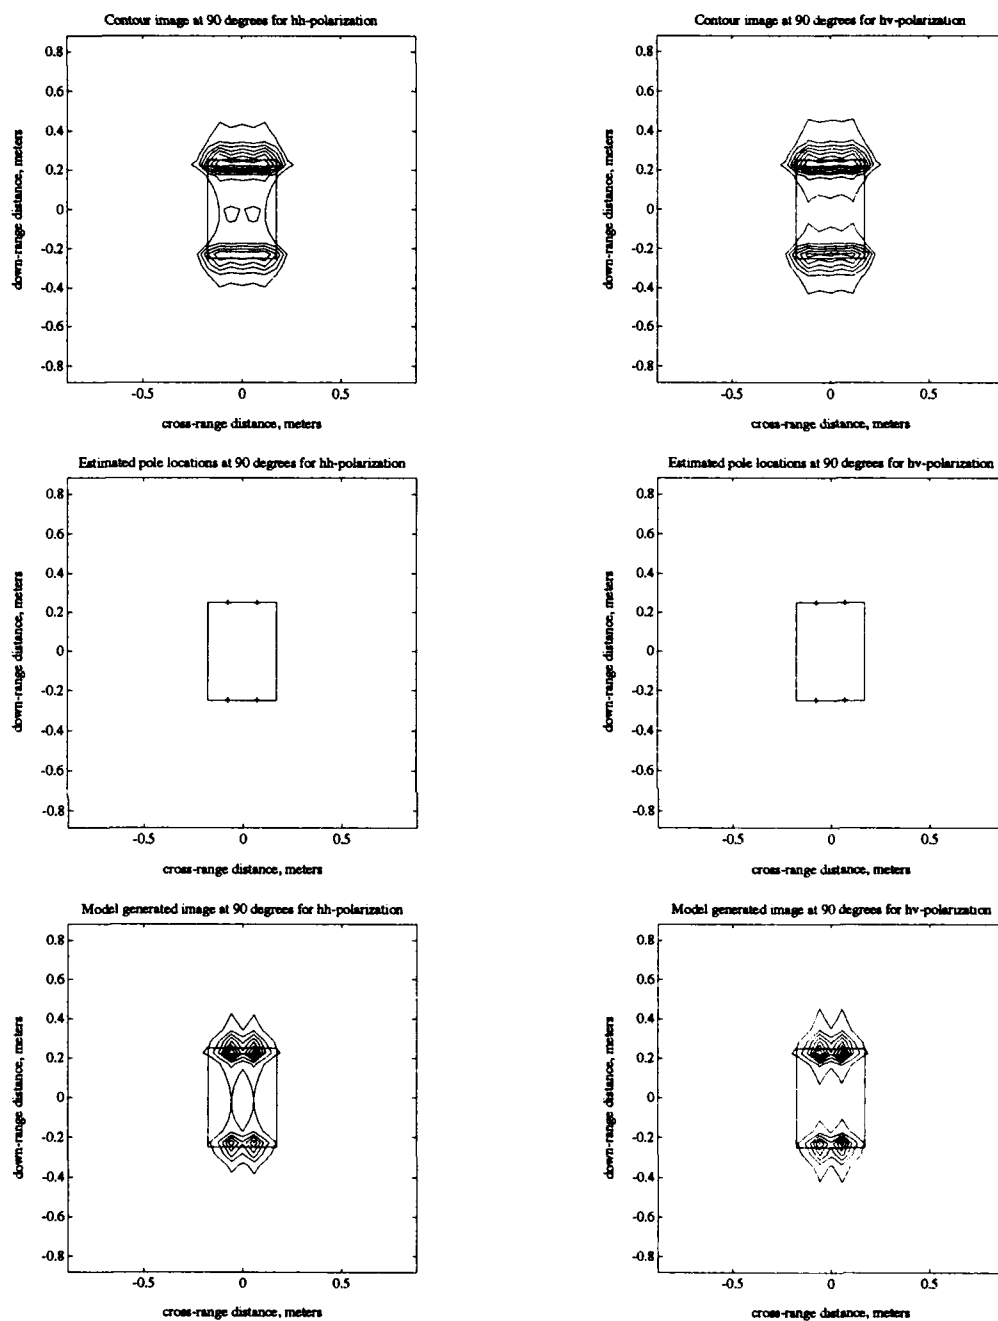 Contour image at 90 degrees for hh-polarization
0.8
0.6
0.4
0.2
0
-0.2
-0.4
-0.6
-0.8
down-range distance, meters
-0.5 0 0.5
cross-range distance, meters
Contour image at 90 degrees for hv-polarization
0.8
0.6
0.4
0.2
0
-0.2
-0.4
-0.6
-0.8
down-range distance, meters
-0.5 0 0.5
cross-range distance, meters
Estimated pole locations at 90 degrees for hh-polarization
0.8
0.6
0.4
0.2
0
-0.2
-0.4
-0.6
-0.8
down-range distance, meters
-0.5 0 0.5
cross-range distance, meters
Estimated pole locations at 90 degrees for hv-polarization
0.8
0.6
0.4
0.2
0
-0.2
-0.4
-0.6
-0.8
down-range distance, meters
-0.5 0 0.5
cross-range distance, meters
Model generated image at 90 degrees for hh-polarization
0.8
0.6
0.4
0.2
0
-0.2
-0.4
-0.6
-0.8
down-range distance, meters
-0.5 0 0.5
cross-range distance, meters
Model generated image at 90 degrees for hv-polarization
0.8
0.6
0.4
0.2
0
-0.2
-0.4
-0.6
-0.8
down-range distance, meters
-0.5 0 0.5
cross-range distance, meters